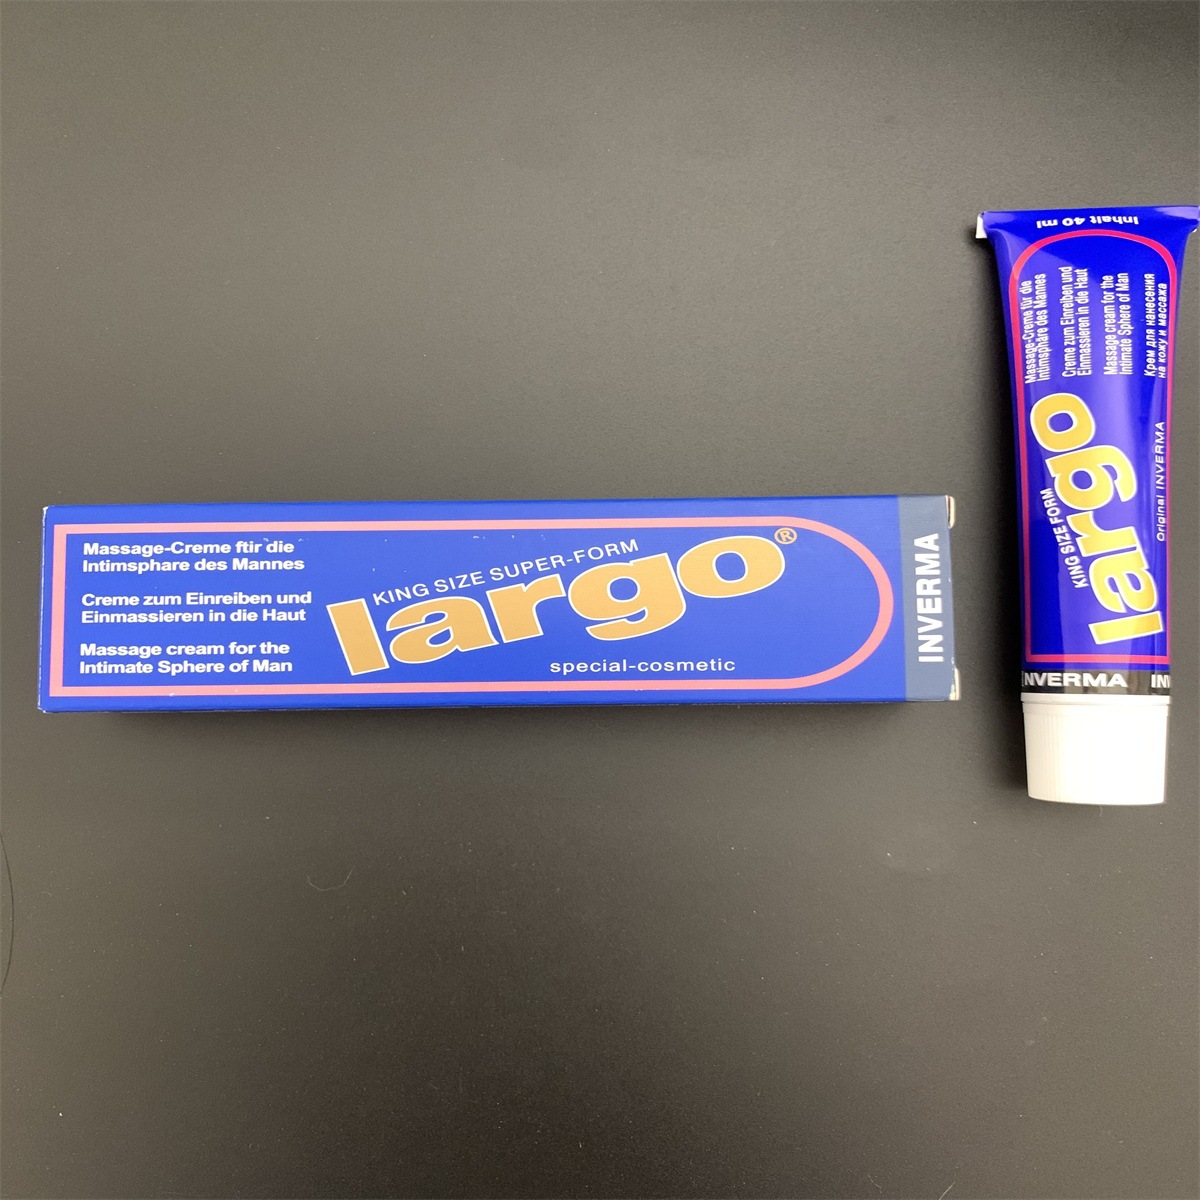 Massage-Creme ftir die
Intimsphare des Mannes
Creme zum Einreiben und
Einmassieren in die Haut
Massage cream for the
Intimate Sphere of Man
KING SIZE SUPER-FORM
largo®
special-cosmetic
INVERMA
Inhalt 40 ml
Massage-Creme für die
Intimsphäre des Mannes
Creme zum Einreiben und
Einmassieren in die Haut
Massage cream for the
Intimate Sphere of Man
Крем для нанесения
на кожу и массажа
KING SIZE FORM
largo
Original INVERMA
INVERMA IN